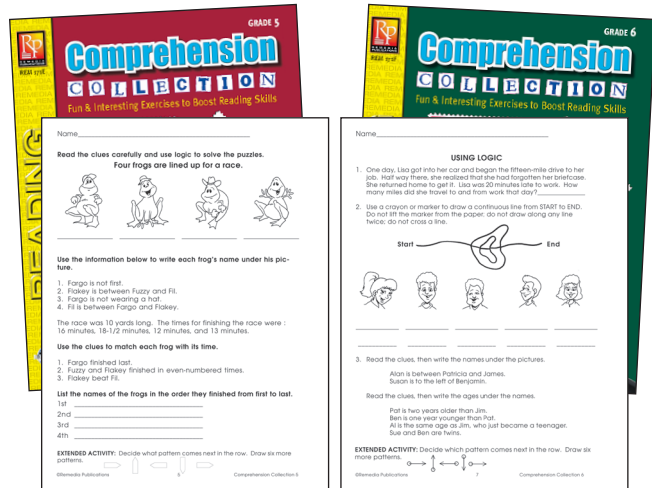 GRADE 5
RP
REMEDIA
REM 171F
Comprehension
COLLECTION
Fun & Interesting Exercises to Boost Reading Skills
READING
Name
Read the clues carefully and use logic to solve the puzzles.
Four frogs are lined up for a race.
Use the information below to write each frog's name under his pic-
ture.
1. Fargo is not first.
2. Flakey is between Fuzzy and Fil.
3. Fargo is not wearing a hat.
4. Fil is between Fargo and Flakey.
The race was 10 yards long. The times for finishing the race were :
16 minutes, 18-1/2 minutes, 12 minutes, and 13 minutes.
Use the clues to match each frog with its time.
1. Fargo finished last.
2. Fuzzy and Flakey finished in even-numbered times.
3. Flakey beat Fil.
List the names of the frogs in the order they finished from first to last.
1st
2nd
3rd
4th
EXTENDED ACTIVITY: Decide what pattern comes next in the row. Draw six
patterns.
©Remedia Publications 6 Comprehension Collection 5
GRADE 6
RP
REMEDIA
Comprehension
COLLECTION
Fun & Interesting Exercises to Boost Reading Skills
Name
USING LOGIC
1. One day, Lisa got into her car and began the fifteen-mile drive to her
job. Half way there, she realized that she had forgotten her briefcase.
She returned home to get it. Lisa was 20 minutes late to work. How
many miles did she travel to and from work that day?
2. Use a crayon or marker to draw a continuous line from START to END.
Do not lift the marker from the paper; do not draw along any line
twice; do not cross a line.
Start End
3. Read the clues, then write the names under the pictures.
Alan is between Patricia and James.
Susan is to the left of Benjamin.
Read the clues, then write the ages under the names.
Pat is two years older than Jim.
Ben is one year younger than Pat.
Al is the same age as Jim, who just became a teenager.
Sue and Ben are twins.
EXTENDED ACTIVITY: Decide which pattern comes next in the row. Draw six
more patterns.
©Remedia Publications 7 Comprehension Collection 6